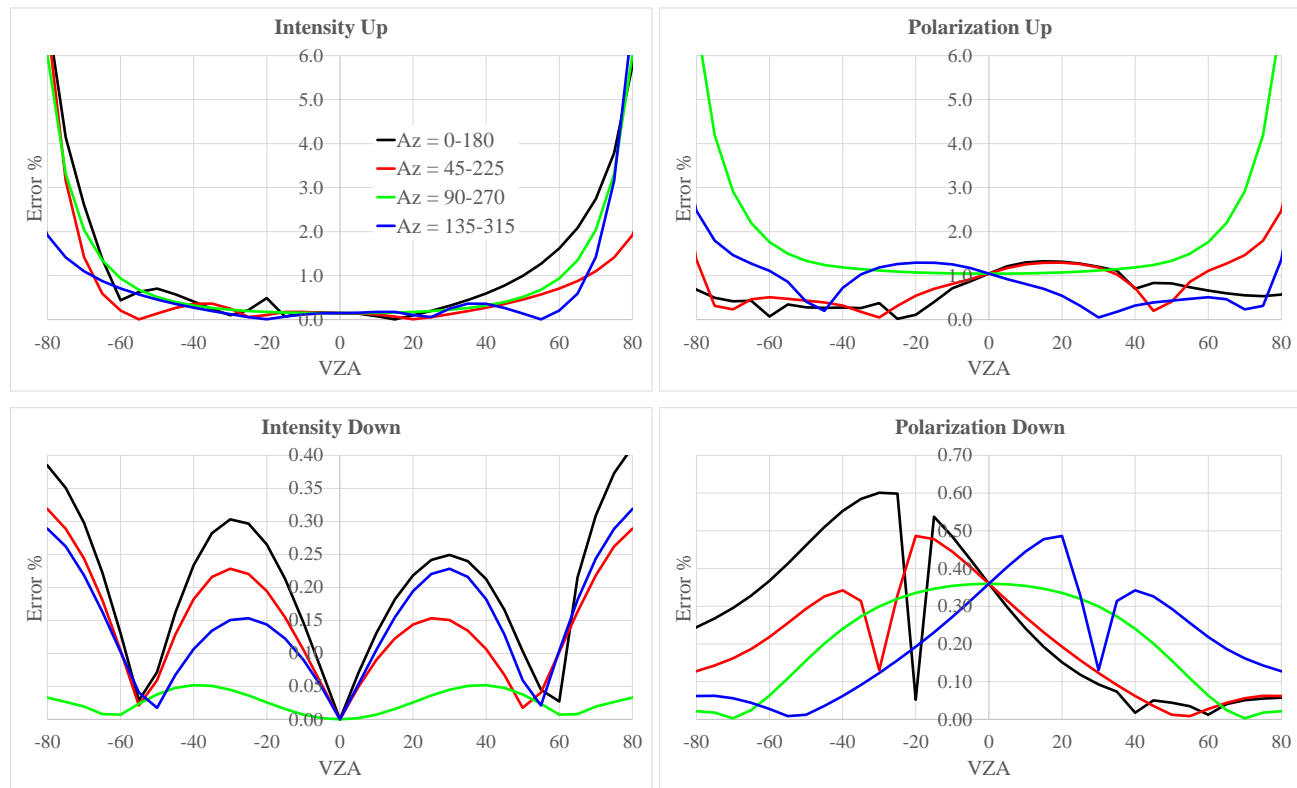 Intensity Up
6.0
5.0
4.0
3.0
2.0
1.0
0.0
Error %
-80 -60 -40 -20 0 20 40 60 80
VZA
Az = 0-180
Az = 45-225
Az = 90-270
Az = 135-315
Polarization Up
6.0
5.0
4.0
3.0
2.0
1.0
0.0
Error %
-80 -60 -40 -20 0 20 40 60 80
VZA
Intensity Down
0.40
0.35
0.30
0.25
0.20
0.15
0.10
0.05
0.00
Error %
-80 -60 -40 -20 0 20 40 60 80
VZA
Polarization Down
0.70
0.60
0.50
0.40
0.30
0.20
0.10
0.00
Error %
-80 -60 -40 -20 0 20 40 60 80
VZA